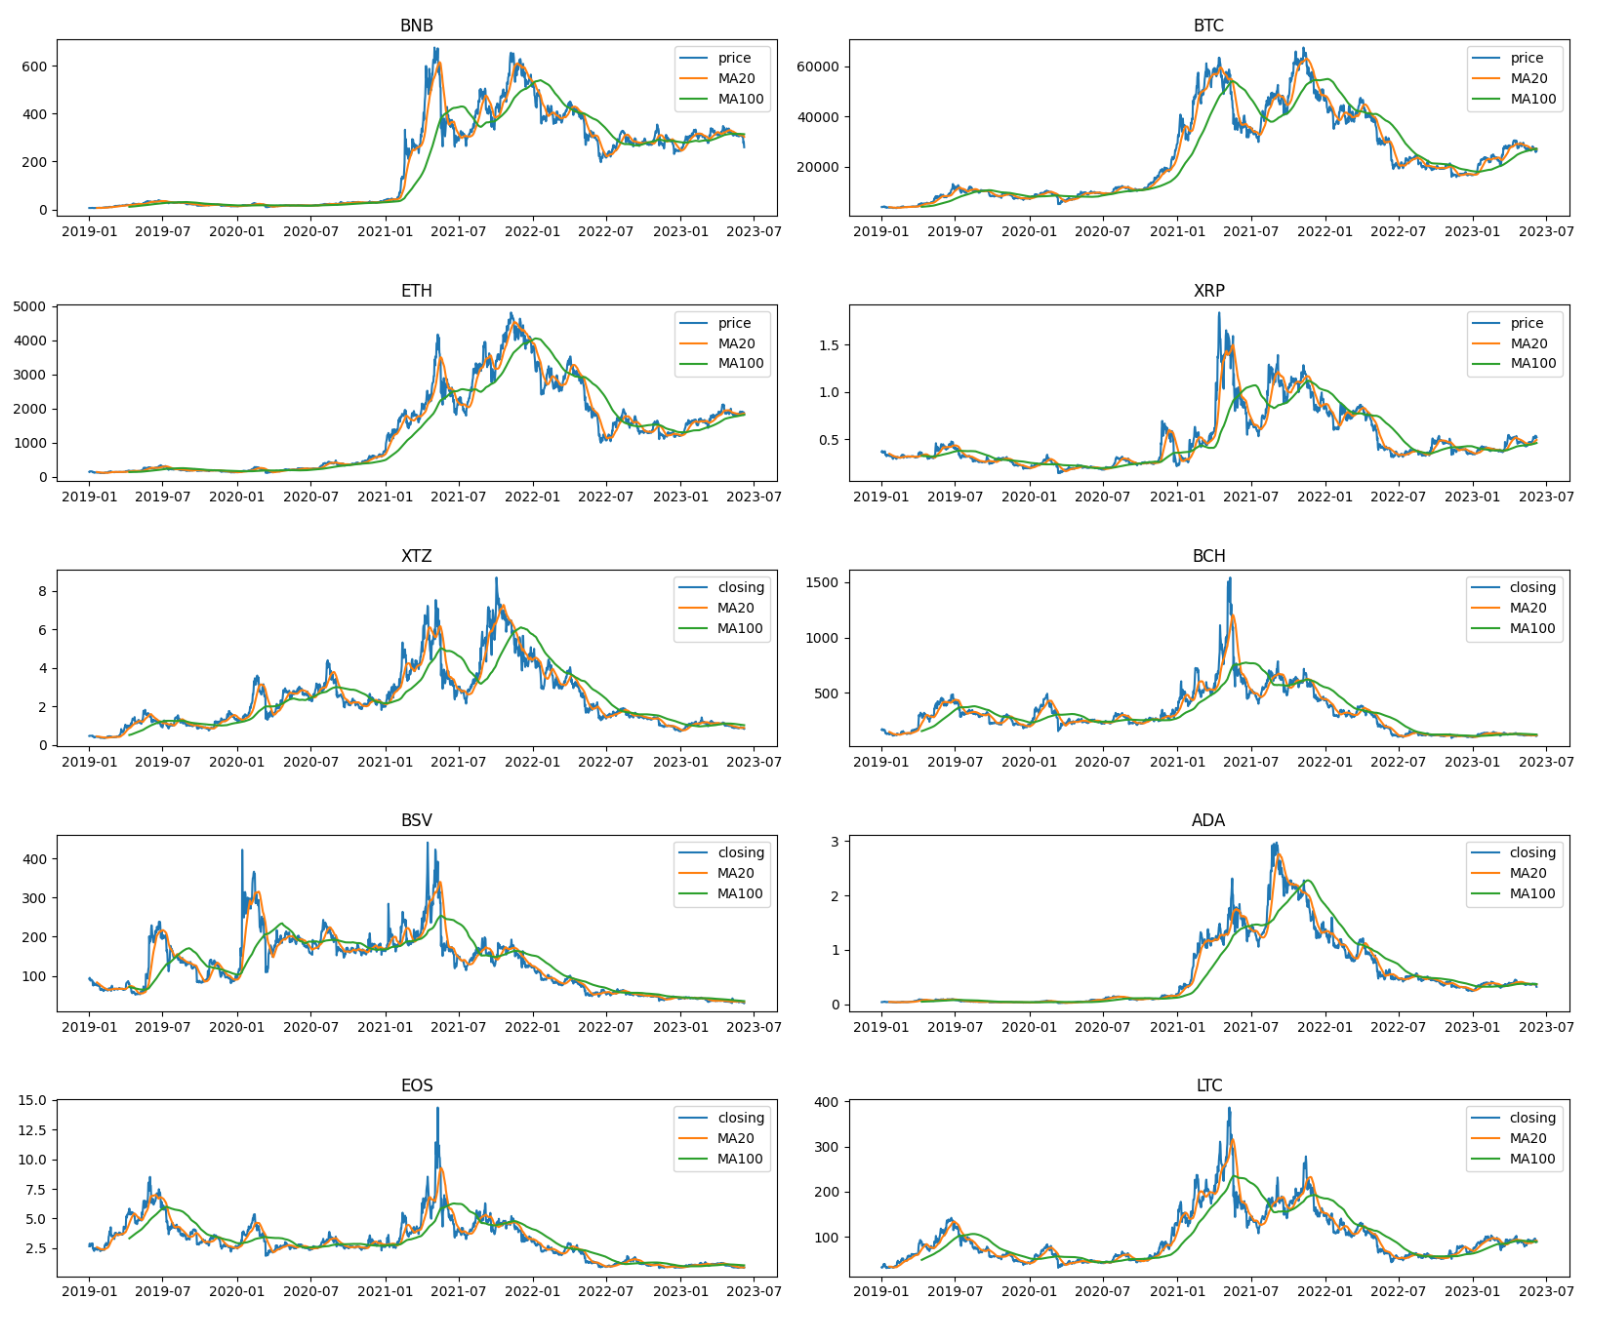 BNB
600
400
200
0
price
MA20
MA100
2019-01 2019-07 2020-01 2020-07 2021-01 2021-07 2022-01 2022-07 2023-01 2023-07
BTC
60000
40000
20000
price
MA20
MA100
2019-01 2019-07 2020-01 2020-07 2021-01 2021-07 2022-01 2022-07 2023-01 2023-07
ETH
5000
4000
3000
2000
1000
0
price
MA20
MA100
2019-01 2019-07 2020-01 2020-07 2021-01 2021-07 2022-01 2022-07 2023-01 2023-07
XRP
1.5
1.0
0.5
price
MA20
MA100
2019-01 2019-07 2020-01 2020-07 2021-01 2021-07 2022-01 2022-07 2023-01 2023-07
XTZ
8
6
4
2
0
closing
MA20
MA100
2019-01 2019-07 2020-01 2020-07 2021-01 2021-07 2022-01 2022-07 2023-01 2023-07
BCH
1500
1000
500
closing
MA20
MA100
2019-01 2019-07 2020-01 2020-07 2021-01 2021-07 2022-01 2022-07 2023-01 2023-07
BSV
400
300
200
100
closing
MA20
MA100
2019-01 2019-07 2020-01 2020-07 2021-01 2021-07 2022-01 2022-07 2023-01 2023-07
ADA
3
2
1
0
closing
MA20
MA100
2019-01 2019-07 2020-01 2020-07 2021-01 2021-07 2022-01 2022-07 2023-01 2023-07
EOS
15.0
12.5
10.0
7.5
5.0
2.5
closing
MA20
MA100
2019-01 2019-07 2020-01 2020-07 2021-01 2021-07 2022-01 2022-07 2023-01 2023-07
LTC
400
300
200
100
closing
MA20
MA100
2019-01 2019-07 2020-01 2020-07 2021-01 2021-07 2022-01 2022-07 2023-01 2023-07